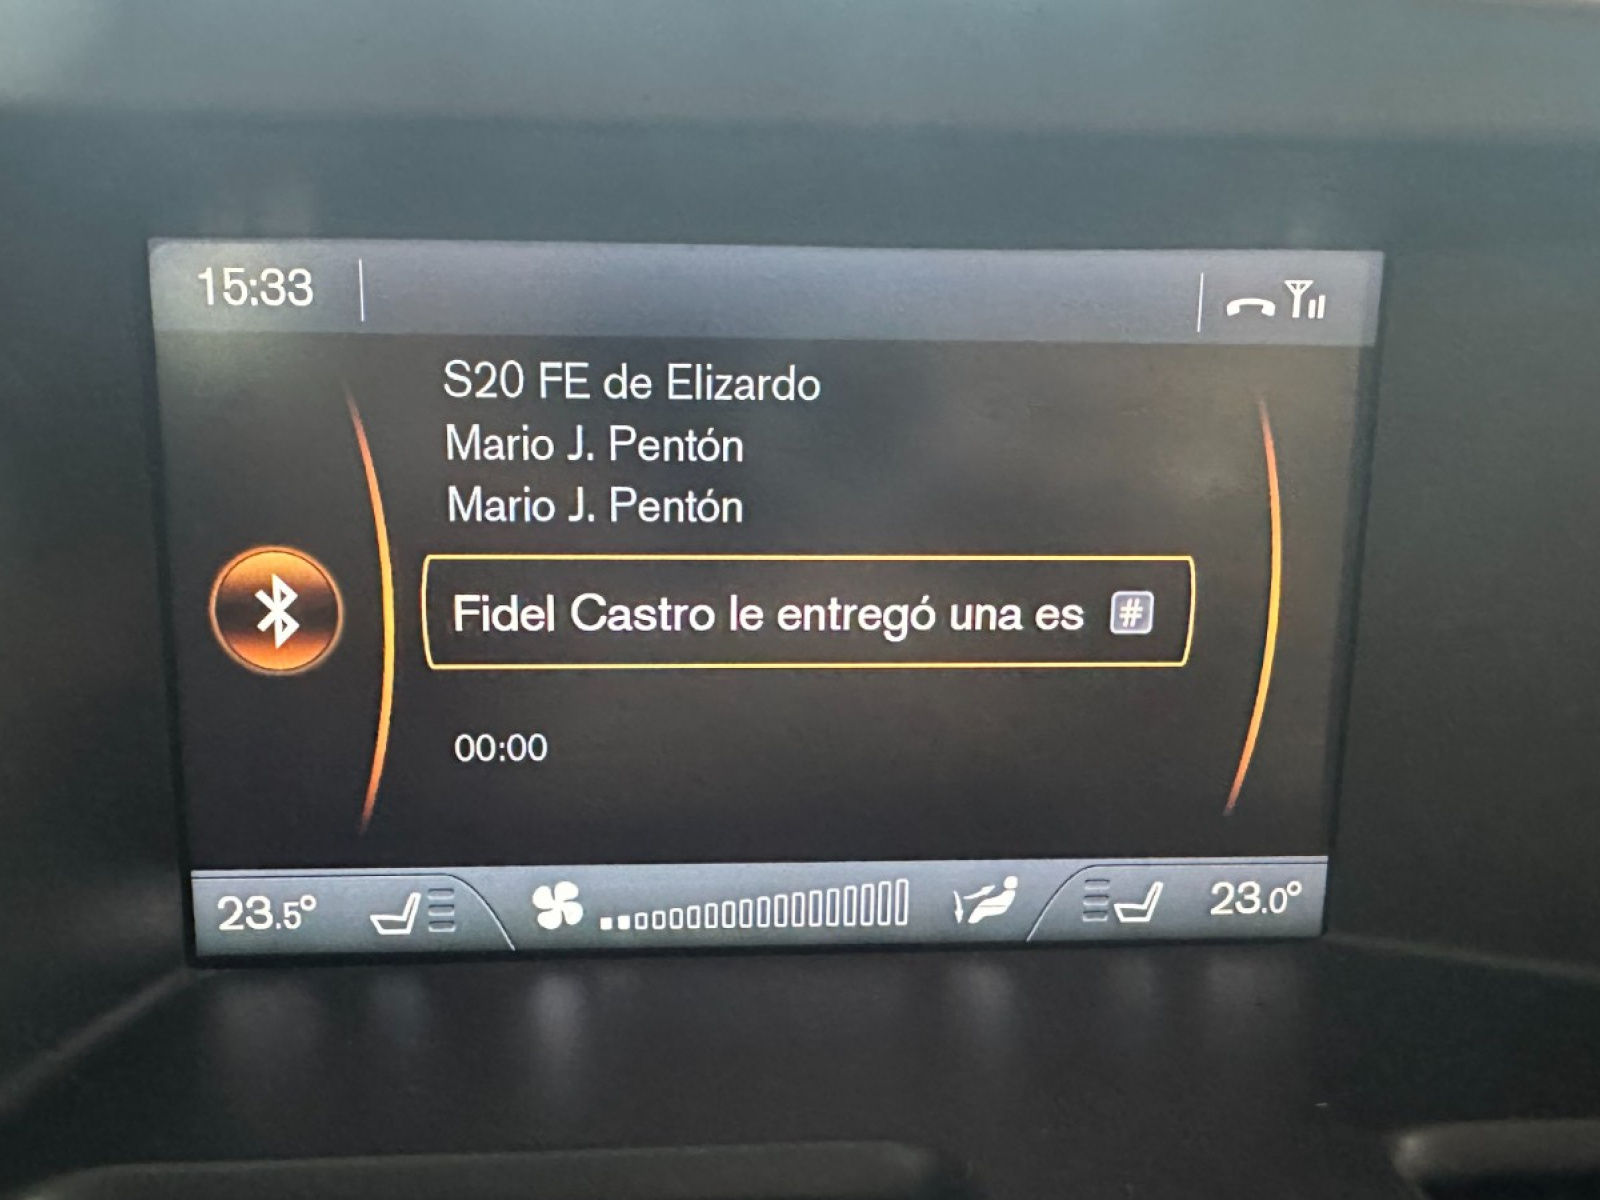 15:33
S20 FE de Elizardo
Mario J. Pentón
Mario J. Pentón
Fidel Castro le entregó una es #
00:00
23.5° 23.0°